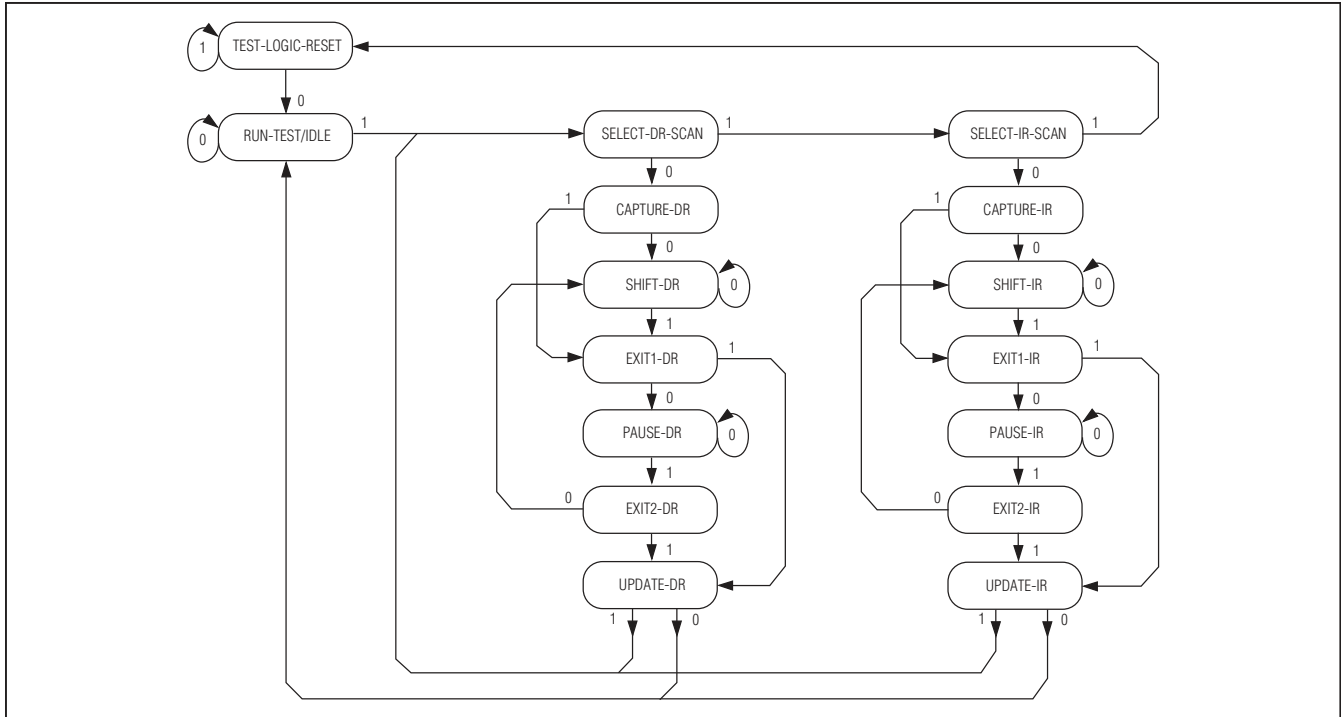 TEST-LOGIC-RESET
1
0
RUN-TEST/IDLE
0
1
SELECT-DR-SCAN
1
SELECT-IR-SCAN
1
0
0
1
CAPTURE-DR
1
CAPTURE-IR
0
0
SHIFT-DR
0
SHIFT-IR
0
1
1
EXIT1-DR
1
EXIT1-IR
1
0
0
PAUSE-DR
0
PAUSE-IR
0
1
1
0
EXIT2-DR
0
EXIT2-IR
1
1
UPDATE-DR
UPDATE-IR
1
0
1
0